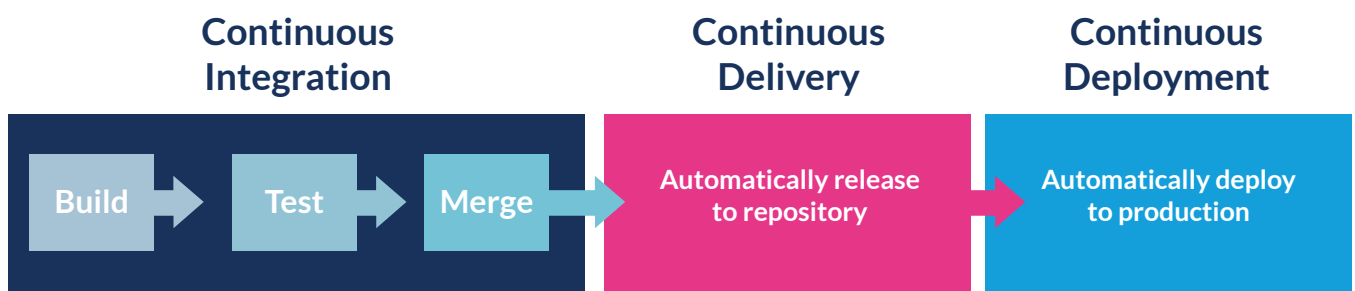 Continuous
Integration
Continuous
Delivery
Continuous
Deployment
Build
Test
Merge
Automatically release
to repository
Automatically deploy
to production